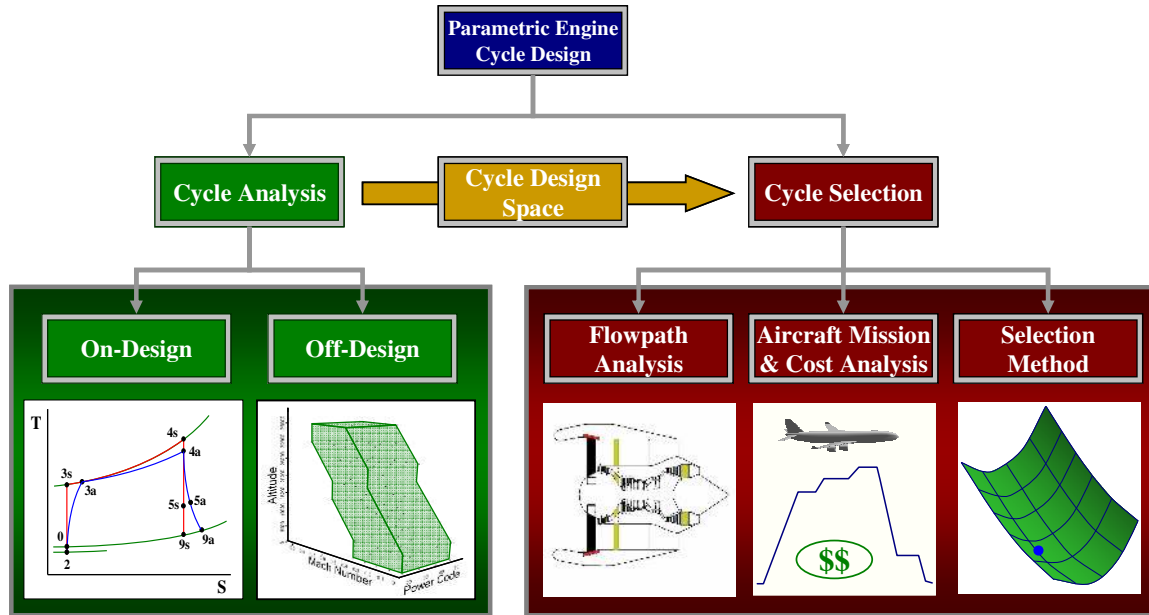 Parametric Engine
Cycle Design
Cycle Analysis
Cycle Design
Space
Cycle Selection
On-Design
Off-Design
Flowpath
Analysis
Aircraft Mission
& Cost Analysis
Selection
Method
T
4s
4a
3s
3a
5s
5a
0
9s
9a
2
S
Altitude
Mach Number
Power Code
$$